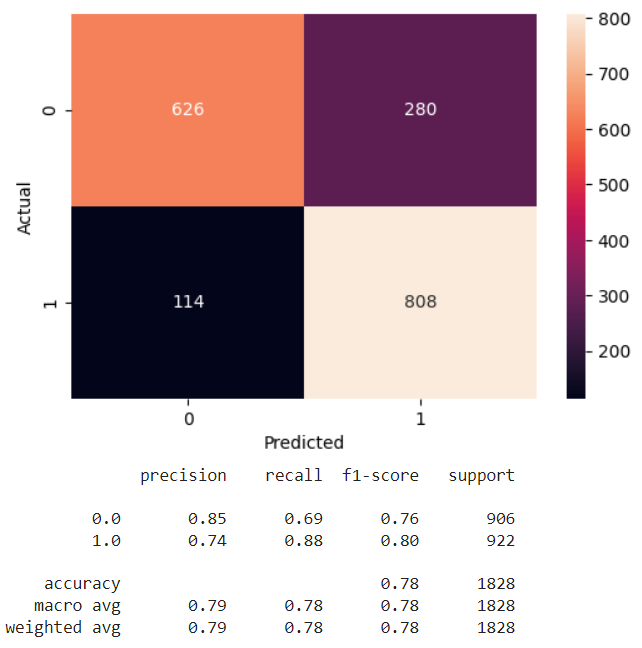 800
0 626 280 700
600
500
Actual
400
1 114 808 300
200
0 1
Predicted
precision recall f1-score support
0.0 0.85 0.69 0.76 906
1.0 0.74 0.88 0.80 922
accuracy 0.78 1828
macro avg 0.79 0.78 0.78 1828
weighted avg 0.79 0.78 0.78 1828